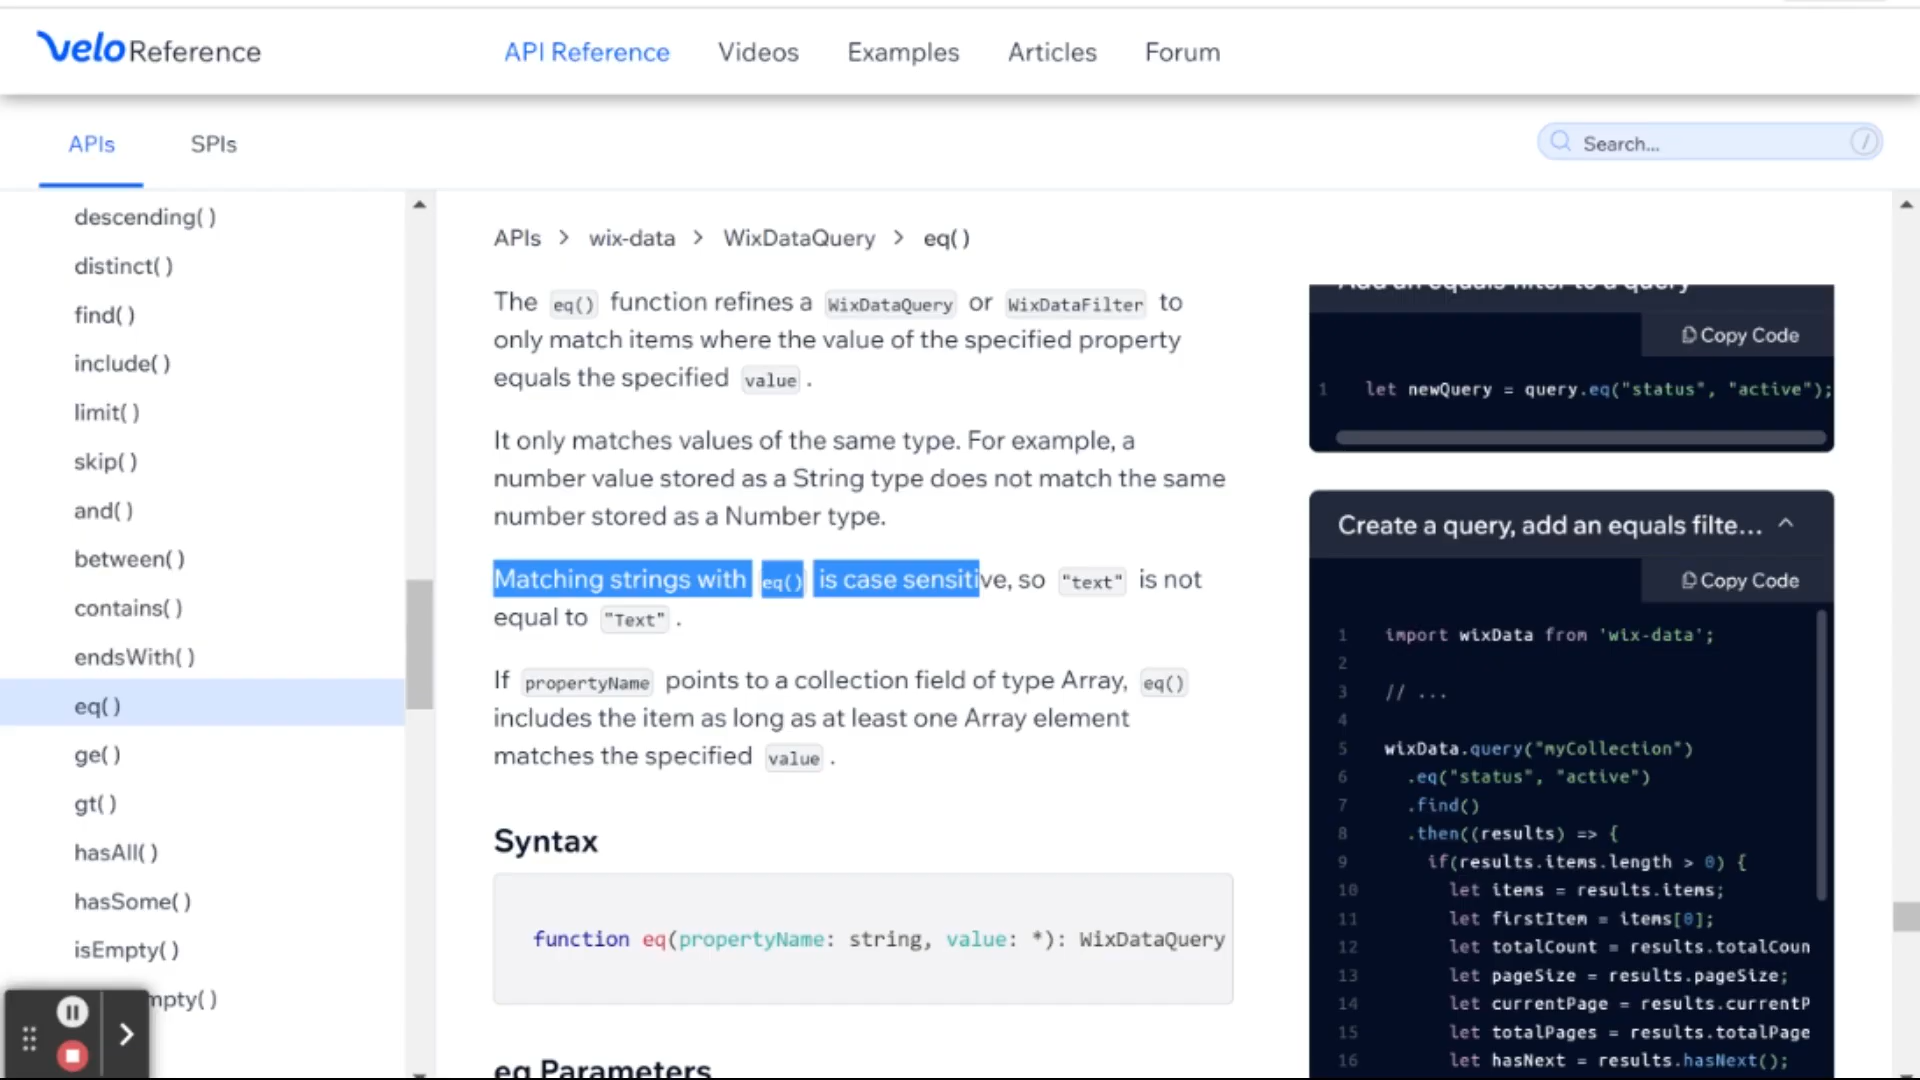 velo Reference
API Reference
Videos
Examples
Articles
Forum
APIs
SPIs
Search...
/
descending( )
distinct( )
find( )
include( )
limit( )
skip( )
and( )
between( )
contains( )
endsWith( )
eq( )
ge( )
gt( )
hasAll( )
hasSome( )
isEmpty( )
mpty( )
APIs > wix-data > WixDataQuery > eq( )
The eq() function refines a WixDataQuery or WixDataFilter to
only match items where the value of the specified property
equals the specified value .
It only matches values of the same type. For example, a
number value stored as a String type does not match the same
number stored as a Number type.
Matching strings with eq() is case sensitive, so "text" is not
equal to "Text" .
If propertyName points to a collection field of type Array, eq()
includes the item as long as at least one Array element
matches the specified value .
Syntax
function eq(propertyName: string, value: *): WixDataQuery
eq Parameters
Add an equals filter to a query
Copy Code
1 let newQuery = query.eq("status", "active");
Create a query, add an equals filte...
Copy Code
1 import wixData from 'wix-data';
2
3 // ...
4
5 wixData.query("myCollection")
6 .eq("status", "active")
7 .find()
8 .then((results) => {
9 if(results.items.length > 0) {
10 let items = results.items;
11 let firstItem = items[0];
12 let totalCount = results.totalCoun
13 let pageSize = results.pageSize;
14 let currentPage = results.currentP
15 let totalPages = results.totalPage
16 let hasNext = results.hasNext();